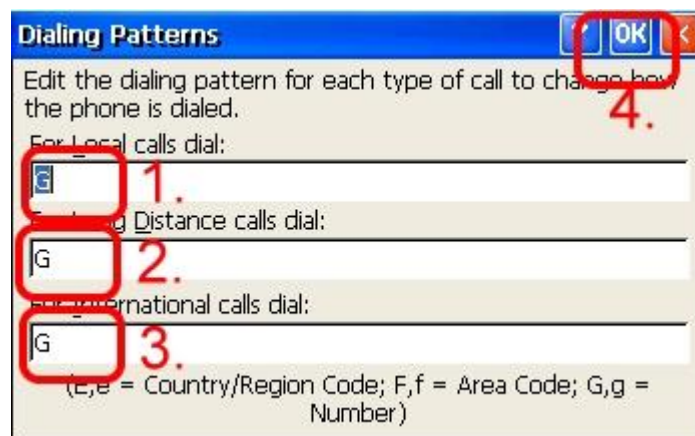 Dialing Patterns ? OK ×
Edit the dialing pattern for each type of call to change how
the phone is dialed.
4.
For Local calls dial:
G 1.
Distance calls dial:
G 2.
For International calls dial:
G 3.
(E,e = Country/Region Code; F,f = Area Code; G,g =
Number)